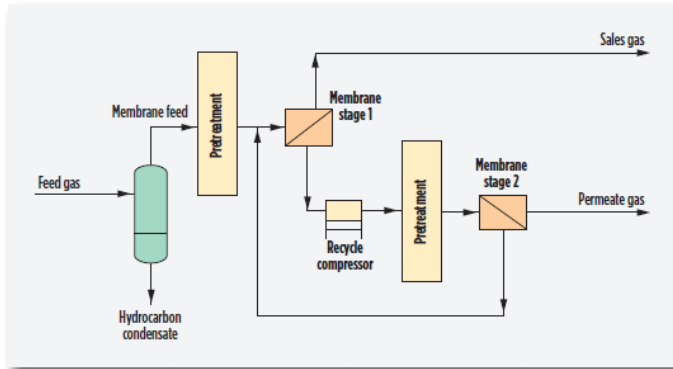 Sales gas
Membrane
stage 1
Membrane feed
Pretreatment
Feed gas
Membrane
stage 2
Pretreatment
Permeate gas
Recycle
compressor
Hydrocarbon
condensate